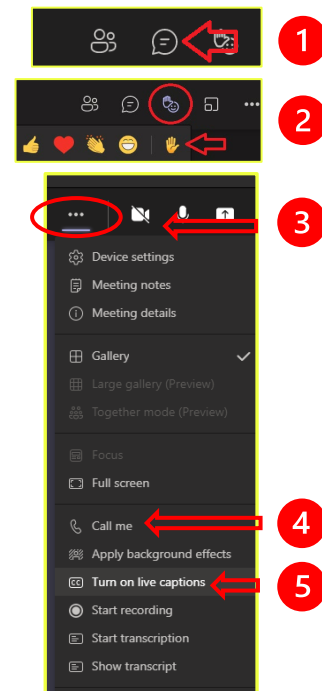 1
2
3
Device settings
Meeting notes
Meeting details
Gallery
Large gallery (Preview)
Together mode (Preview)
Focus
Full screen
Call me
4
Apply background effects
CC Turn on live captions
5
Start recording
Start transcription
Show transcript